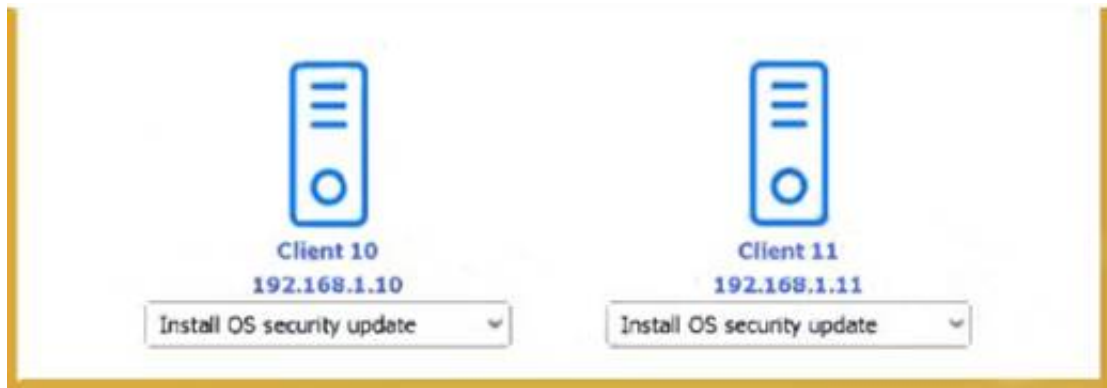 Client 10
192.168.1.10
Install OS security update
Client 11
192.168.1.11
Install OS security update